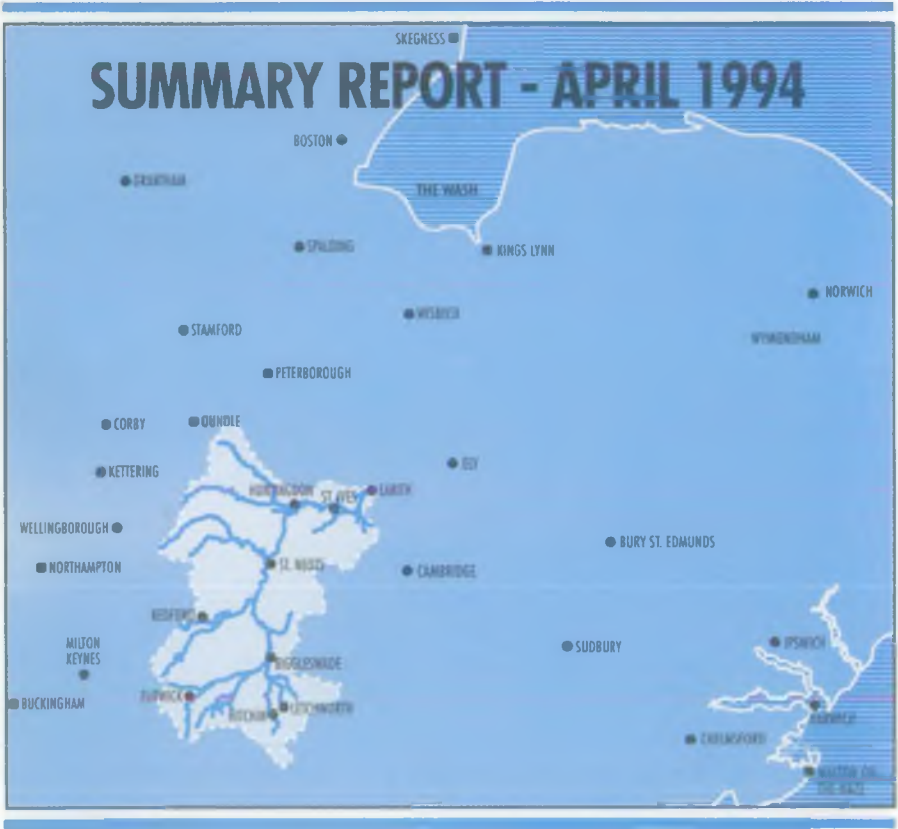 SKEGNESS
SUMMARY REPORT - APRIL 1994
BOSTON
GRANTHAM
THE WASH
SPALDING
KINGS LYNN
NORWICH
WISBECH
STAMFORD
WYMONDHAM
PETERBOROUGH
CORBY
OUNDLE
ELY
KETTERING
HUNTINGDON
ST. IVES
EARITH
WELLINGBOROUGH
BURY ST. EDMUNDS
NORTHAMPTON
ST. NEOTS
CAMBRIDGE
BEDFORD
MILTON
KEYNES
SUDBURY
IPSWICH
BIGGLESWADE
FLITWICK
BUCKINGHAM
HITCHIN
LETCHWORTH
HARWICH
CHELMSFORD
WALTON ON
THE NAZE